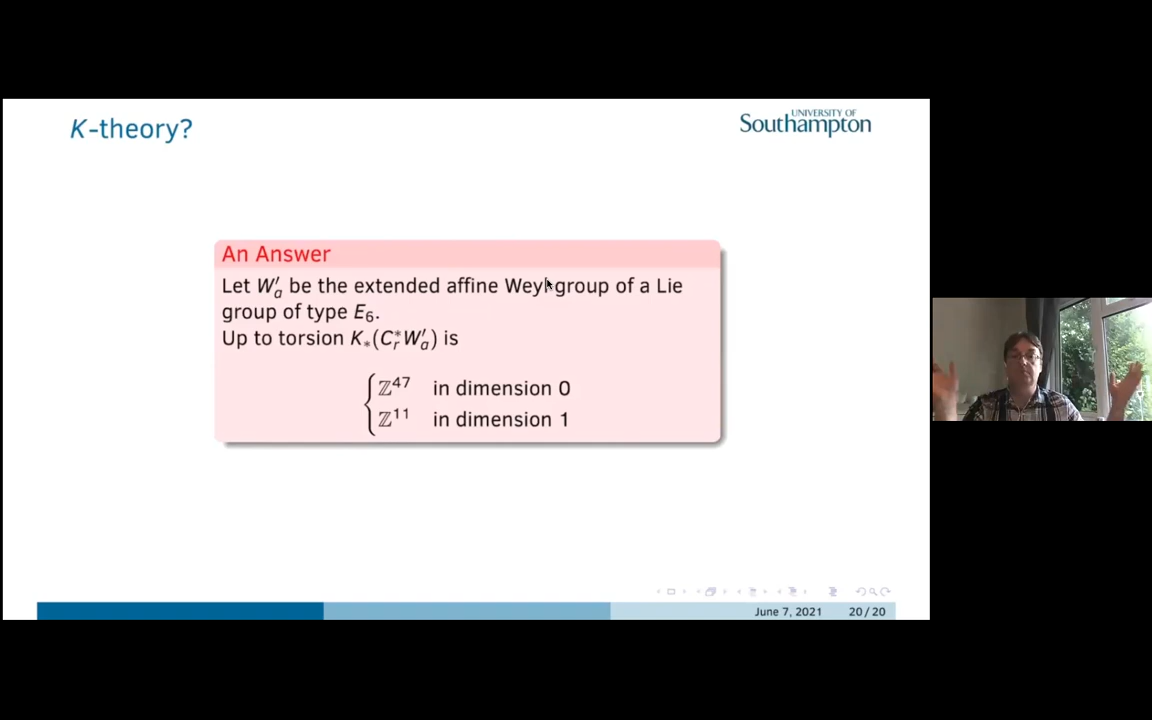 K-theory?
UNIVERSITY OF
Southampton
An Answer
Let W′ₐ be the extended affine Weyl group of a Lie
group of type E₆.
Up to torsion K∗(C∗ᵣW′ₐ) is
ℤ⁴⁷ in dimension 0
ℤ¹¹ in dimension 1
June 7, 2021 20/20